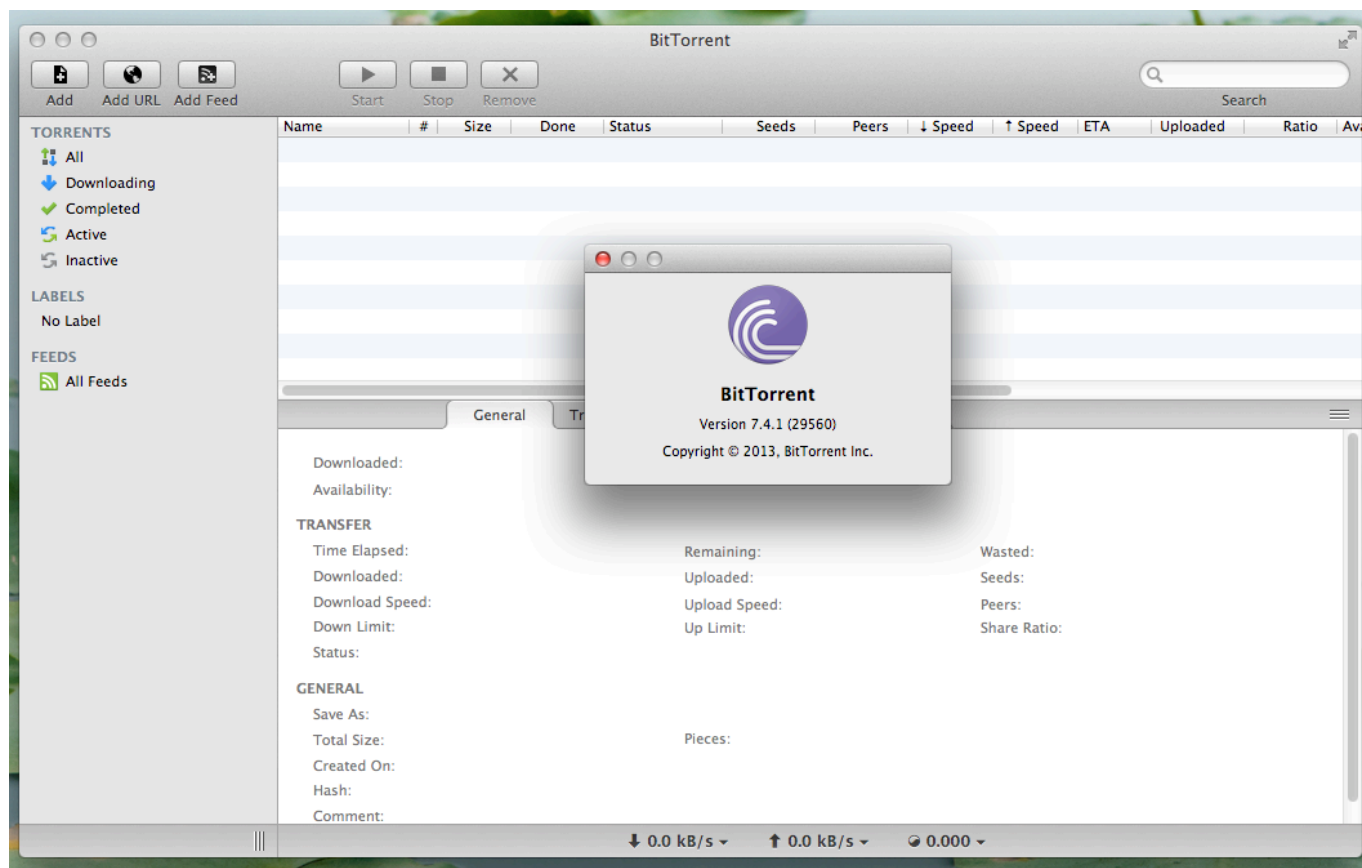 BitTorrent
Add Add URL Add Feed Start Stop Remove Search
TORRENTS
All
Downloading
Completed
Active
Inactive
LABELS
No Label
FEEDS
All Feeds
Name # Size Done Status Seeds Peers ↓ Speed ↑ Speed ETA Uploaded Ratio
BitTorrent
Version 7.4.1 (29560)
Copyright © 2013, BitTorrent Inc.
General
Downloaded:
Availability:
TRANSFER
Time Elapsed: Remaining: Wasted:
Downloaded: Uploaded: Seeds:
Download Speed: Upload Speed: Peers:
Down Limit: Up Limit: Share Ratio:
Status:
GENERAL
Save As:
Total Size: Pieces:
Created On:
Hash:
Comment:
0.0 kB/s 0.0 kB/s 0.000